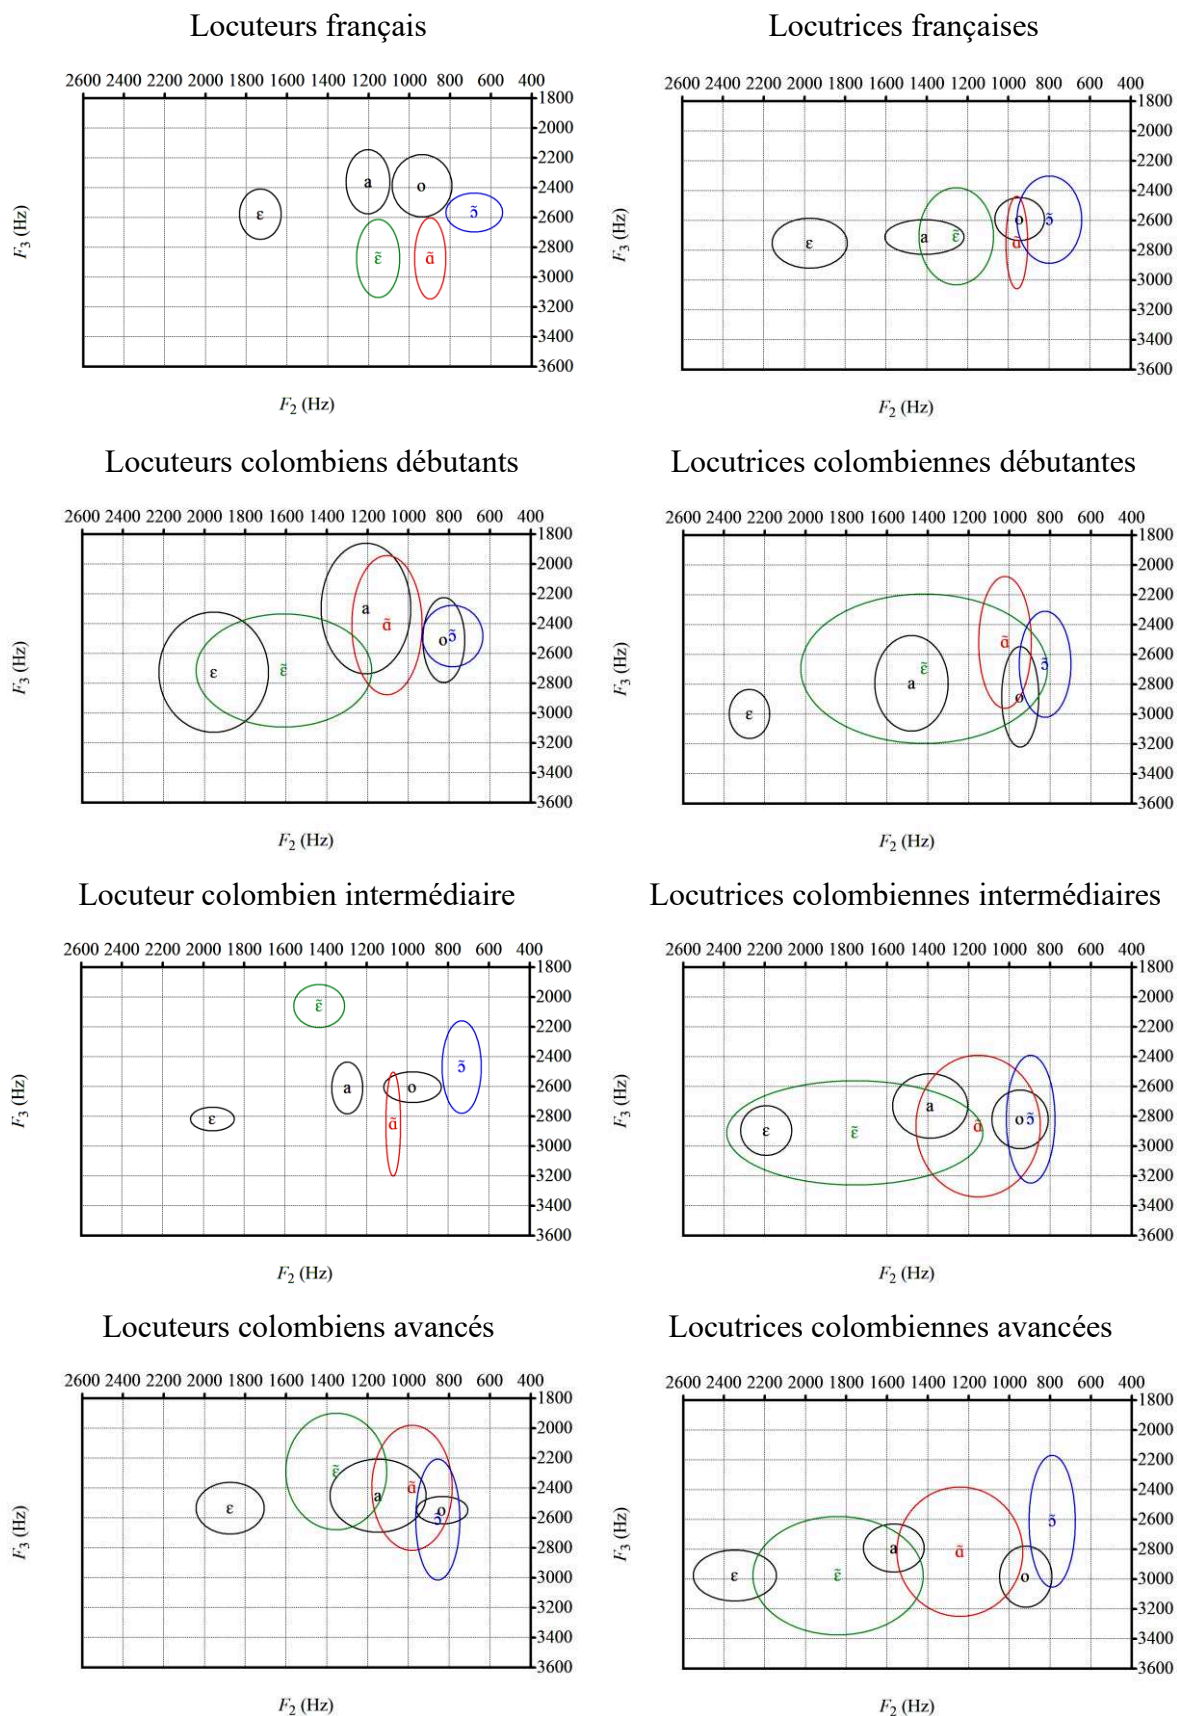 Locuteurs français
2600 2400 2200 2000 1800 1600 1400 1200 1000 800 600 400
1800
2000
2200
2400
2600
2800
3000
3200
3400
3600
a
o
ɛ
ɔ̃
ɛ̃
ɑ̃
F3 (Hz)
F2 (Hz)
Locutrices françaises
2600 2400 2200 2000 1800 1600 1400 1200 1000 800 600 400
1800
2000
2200
2400
2600
2800
3000
3200
3400
3600
ɛ
a
ɛ̃
o
ɑ̃
ɔ̃
F3 (Hz)
F2 (Hz)
Locuteurs colombiens débutants
2600 2400 2200 2000 1800 1600 1400 1200 1000 800 600 400
1800
2000
2200
2400
2600
2800
3000
3200
3400
3600
a
ɑ̃
o
ɔ̃
ɛ
ɛ̃
F3 (Hz)
F2 (Hz)
Locutrices colombiennes débutantes
2600 2400 2200 2000 1800 1600 1400 1200 1000 800 600 400
1800
2000
2200
2400
2600
2800
3000
3200
3400
3600
ɑ̃
ɛ̃
ɔ̃
a
o
ɛ
F3 (Hz)
F2 (Hz)
Locuteur colombien intermédiaire
2600 2400 2200 2000 1800 1600 1400 1200 1000 800 600 400
1800
2000
2200
2400
2600
2800
3000
3200
3400
3600
ɛ̃
ɔ̃
a
o
ɛ
ɑ̃
F3 (Hz)
F2 (Hz)
Locutrices colombiennes intermédiaires
2600 2400 2200 2000 1800 1600 1400 1200 1000 800 600 400
1800
2000
2200
2400
2600
2800
3000
3200
3400
3600
a
ɛ
ɛ̃
ɑ̃
o
ɔ̃
F3 (Hz)
F2 (Hz)
Locuteurs colombiens avancés
2600 2400 2200 2000 1800 1600 1400 1200 1000 800 600 400
1800
2000
2200
2400
2600
2800
3000
3200
3400
3600
ɛ̃
a
ɑ̃
ɛ
o
ɔ̃
F3 (Hz)
F2 (Hz)
Locutrices colombiennes avancées
2600 2400 2200 2000 1800 1600 1400 1200 1000 800 600 400
1800
2000
2200
2400
2600
2800
3000
3200
3400
3600
ɔ̃
a
ɑ̃
ɛ
ɛ̃
o
F3 (Hz)
F2 (Hz)